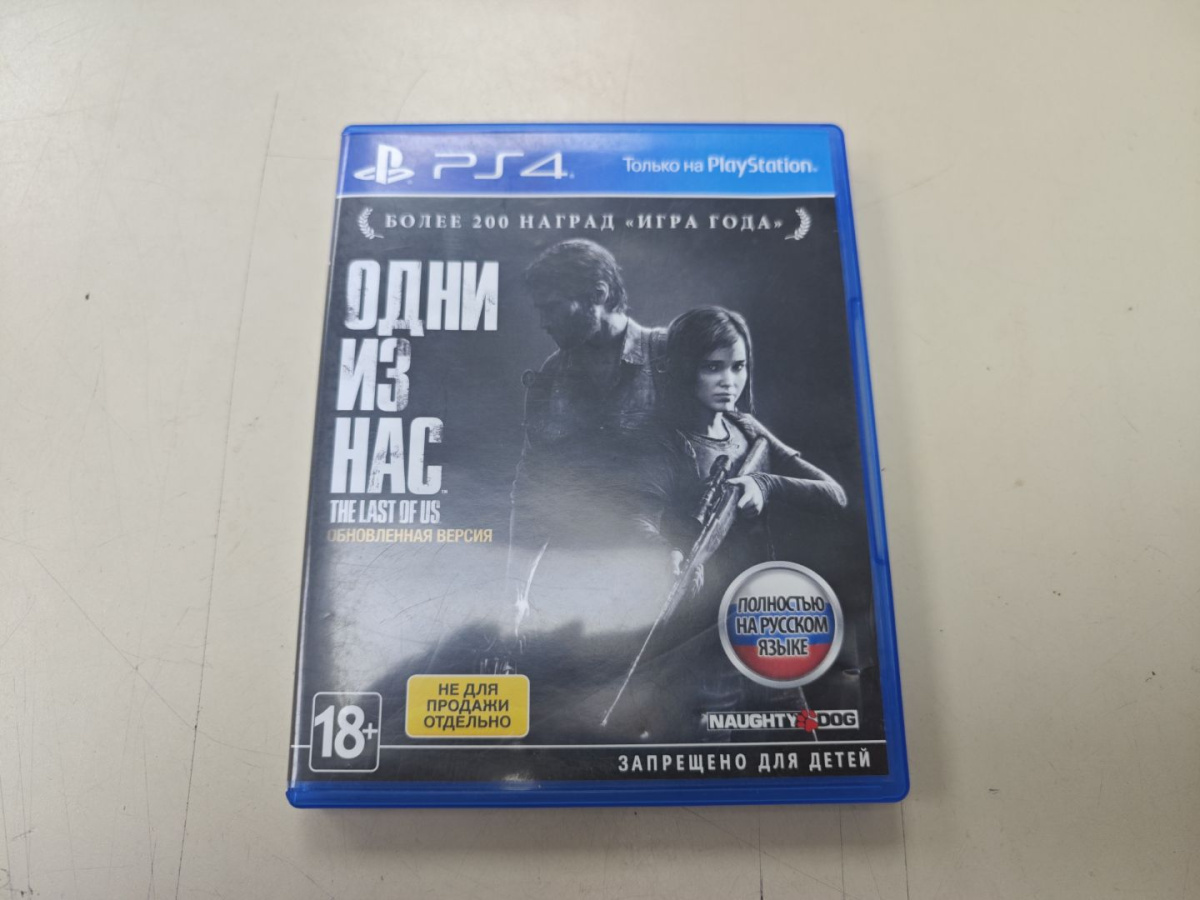 PS4
Только на PlayStation
БОЛЕЕ 200 НАГРАД «ИГРА ГОДА»
ОДНИ
ИЗ
НАС™
THE LAST OF US
ОБНОВЛЕННАЯ ВЕРСИЯ
ПОЛНОСТЬЮ
НА РУССКОМ
ЯЗЫКЕ
НЕ ДЛЯ
ПРОДАЖИ
ОТДЕЛЬНО
18+
NAUGHTY DOG
ЗАПРЕЩЕНО ДЛЯ ДЕТЕЙ